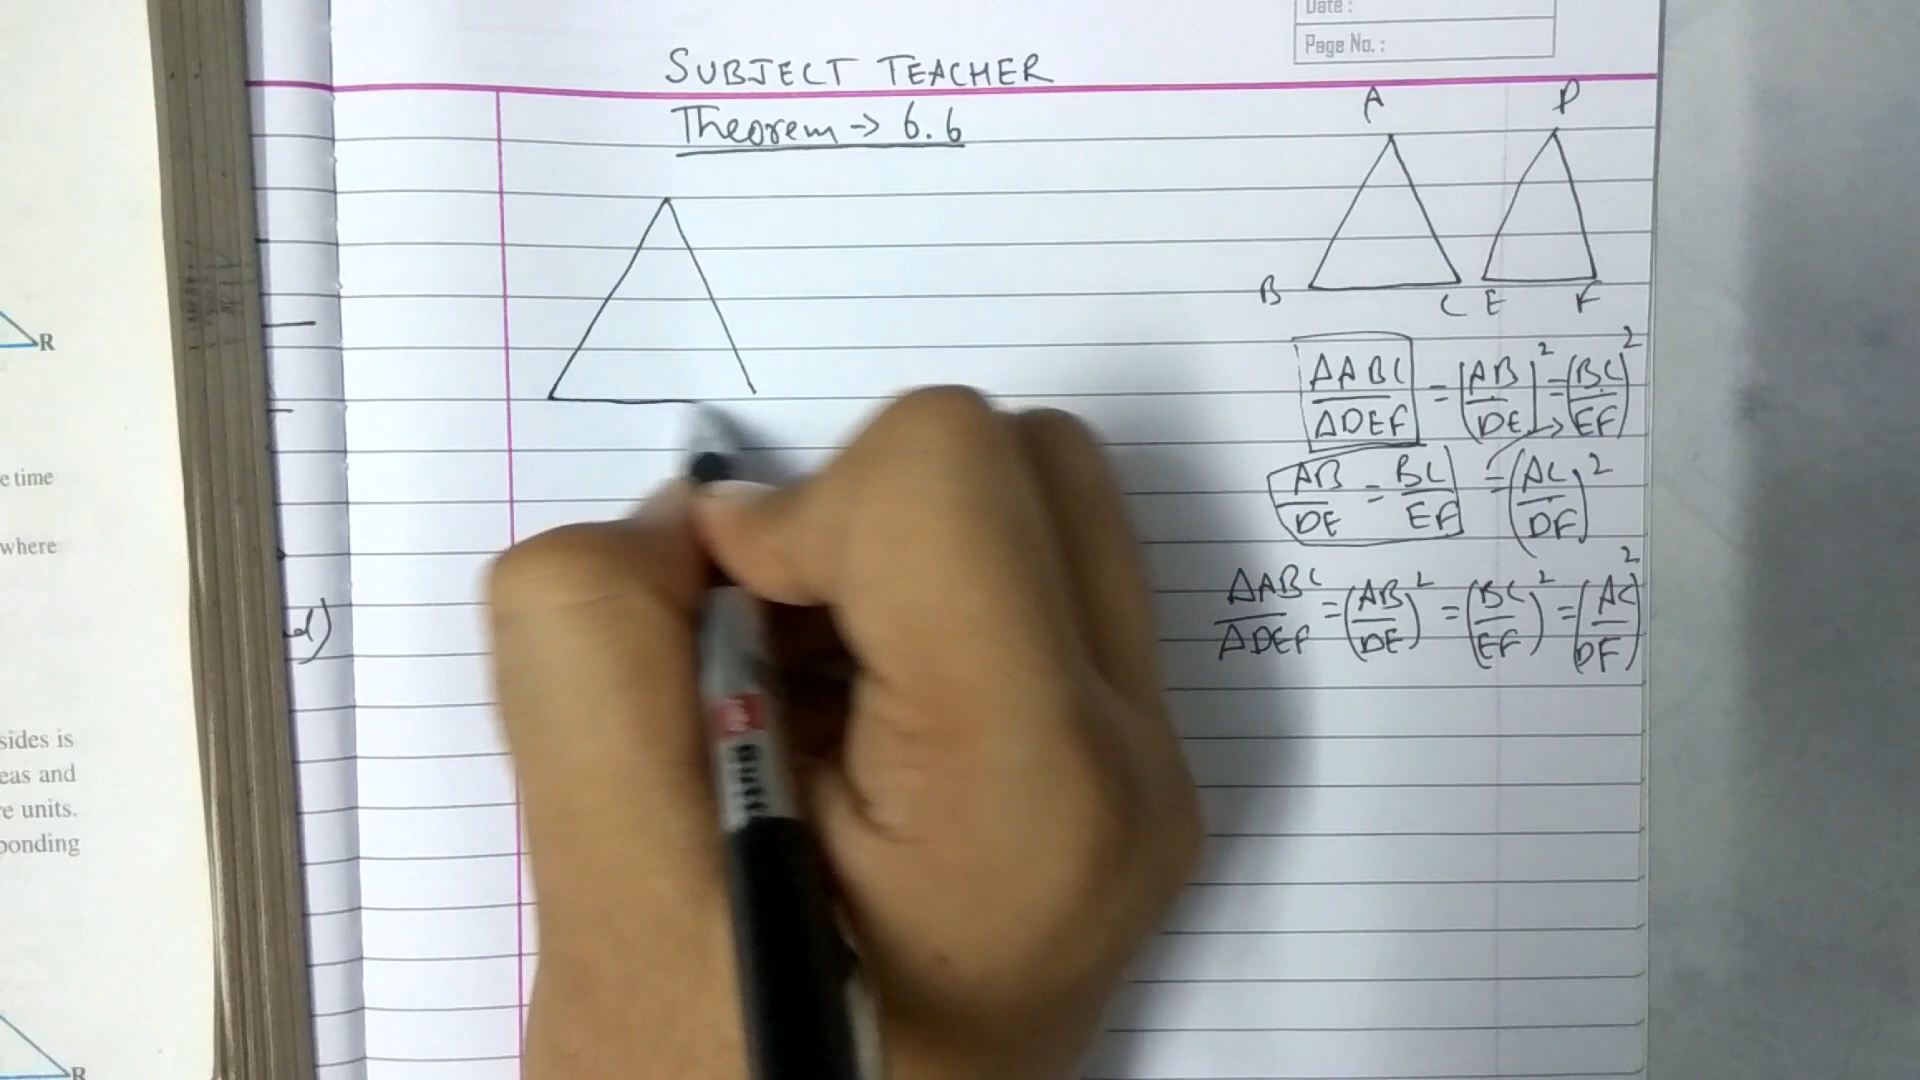 Date :
Page No. :
SUBJECT TEACHER
Theorem → 6.6
A D
B C E F
ΔABC/ΔDEF = (AB/DE)² = (BC/EF)²
AB/DE = BC/EF = (AC/DF)²
ΔABC/ΔDEF = (AB/DE)² = (BC/EF)² = (AC/DF)²
R
e time
where
sides is
eas and
e units.
ponding
R